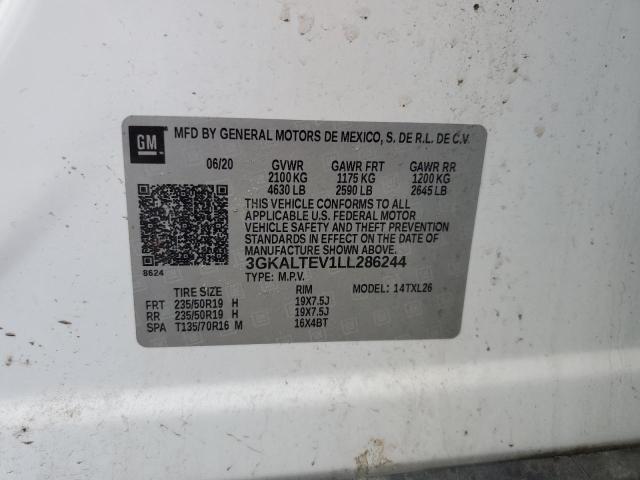 GM MFD BY GENERAL MOTORS DE MEXICO, S. DE R.L. DE C.V.
06/20 GVWR GAWR FRT GAWR RR
2100 KG 1175 KG 1200 KG
4630 LB 2590 LB 2645 LB
THIS VEHICLE CONFORMS TO ALL
APPLICABLE U.S. FEDERAL MOTOR
VEHICLE SAFETY AND THEFT PREVENTION
STANDARDS IN EFFECT ON THE DATE OF
MANUFACTURE SHOWN ABOVE.
8624 3GKALTEV1LL286244
TYPE: M.P.V.
TIRE SIZE RIM MODEL: 14TXL26
FRT 235/50R19 H 19X7.5J
RR 235/50R19 H 19X7.5J
SPA T135/70R16 M 16X4BT